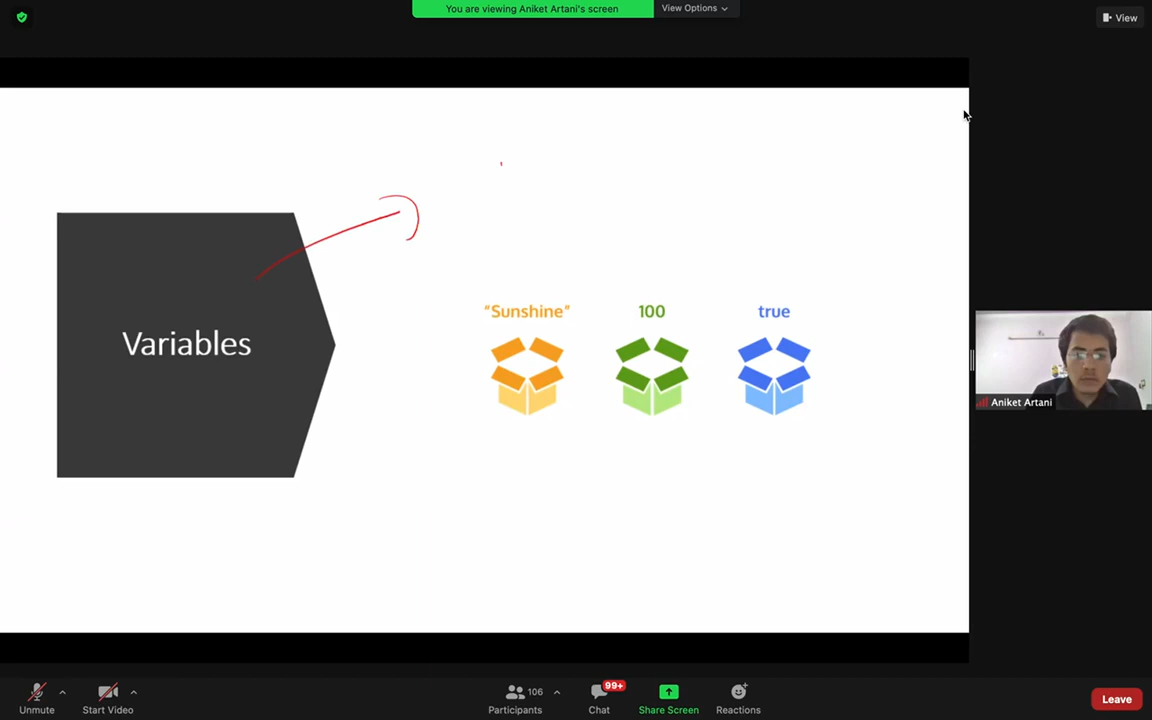 You are viewing Aniket Artani's screen
View Options
View
Variables
"Sunshine"
100
true
Aniket Artani
Unmute
Start Video
106
Participants
99+
Chat
Share Screen
Reactions
Leave